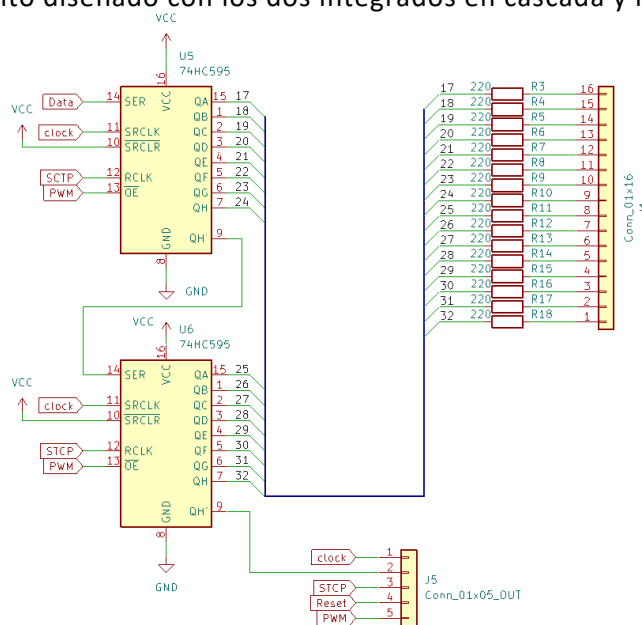 nto diseñado con los dos integrados en cascada y
VCC
U5
74HC595
16
VCC
Data 14 SER QA 15 17
VCC
QB 1 18
clock 11 SRCLK QC 2 19
10 SRCLR QD 3 20
QE 4 21
SCTP 12 RCLK QF 5 22
PWM 13 OE QG 6 23
QH 7 24
GND QH' 9
8
GND
17 220 R3 16
18 220 R4 15
19 220 R5 14
20 220 R6 13
21 220 R7 12
22 220 R8 11
23 220 R9 10
24 220 R10 9
25 220 R11 8
26 220 R12 7
27 220 R13 6
28 220 R14 5
29 220 R15 4
30 220 R16 3
31 220 R17 2
32 220 R18 1
Conn_01x16
VCC
U6
74HC595
16
VCC
14 SER QA 15 25
VCC
QB 1 26
clock 11 SRCLK QC 2 27
10 SRCLR QD 3 28
QE 4 29
STCP 12 RCLK QF 5 30
PWM 13 OE QG 6 31
QH 7 32
GND QH' 9
8
GND
clock 1
2
STCP 3
Reset 4
PWM 5
J5
Conn_01x05_OUT